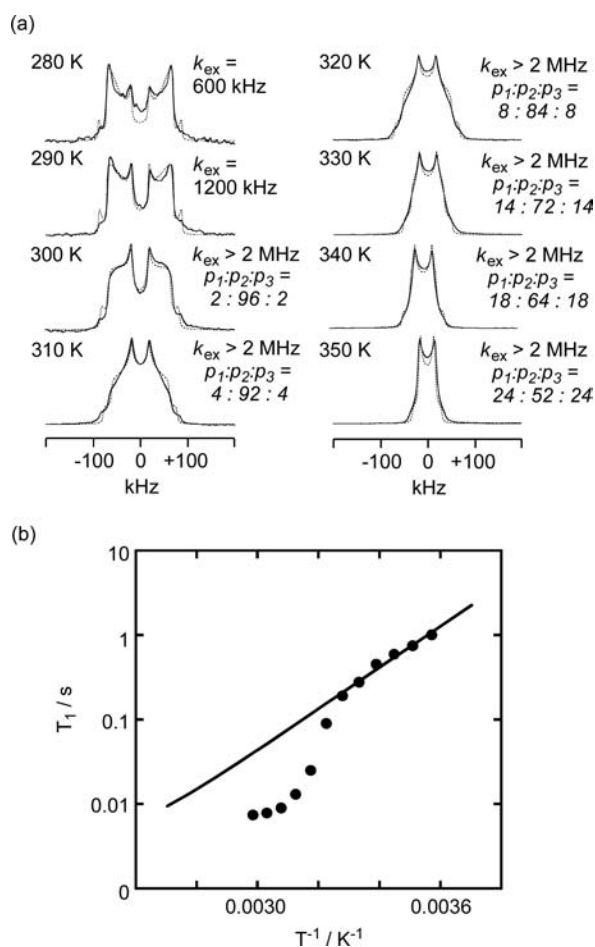 (a)
280 K
k_ex =
600 kHz
290 K
k_ex =
1200 kHz
300 K
k_ex > 2 MHz
p1:p2:p3 =
2 : 96 : 2
310 K
k_ex > 2 MHz
p1:p2:p3 =
4 : 92 : 4
-100 0 +100
kHz
320 K
k_ex > 2 MHz
p1:p2:p3 =
8 : 84 : 8
330 K
k_ex > 2 MHz
p1:p2:p3 =
14 : 72 : 14
340 K
k_ex > 2 MHz
p1:p2:p3 =
18 : 64 : 18
350 K
k_ex > 2 MHz
p1:p2:p3 =
24 : 52 : 24
-100 0 +100
kHz
(b)
10
1
0.1
0.01
0
T1 / s
0.0030 0.0036
T⁻¹ / K⁻¹